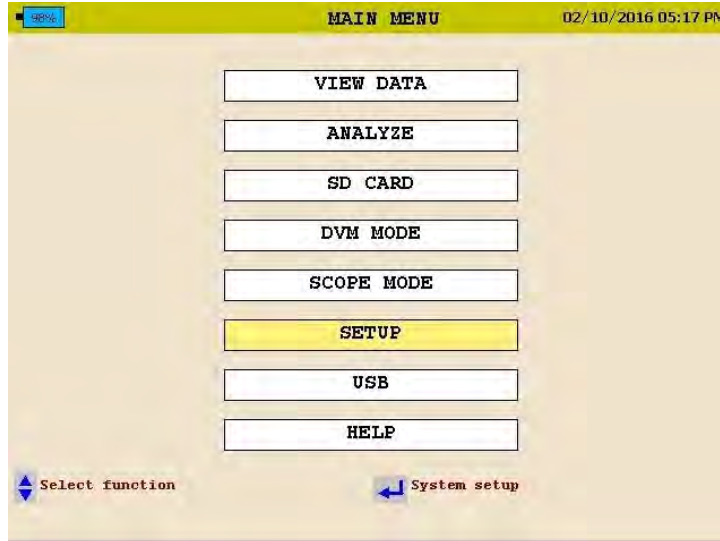 98% MAIN MENU 02/10/2016 05:17 PM
VIEW DATA
ANALYZE
SD CARD
DVM MODE
SCOPE MODE
SETUP
USB
HELP
Select function System setup